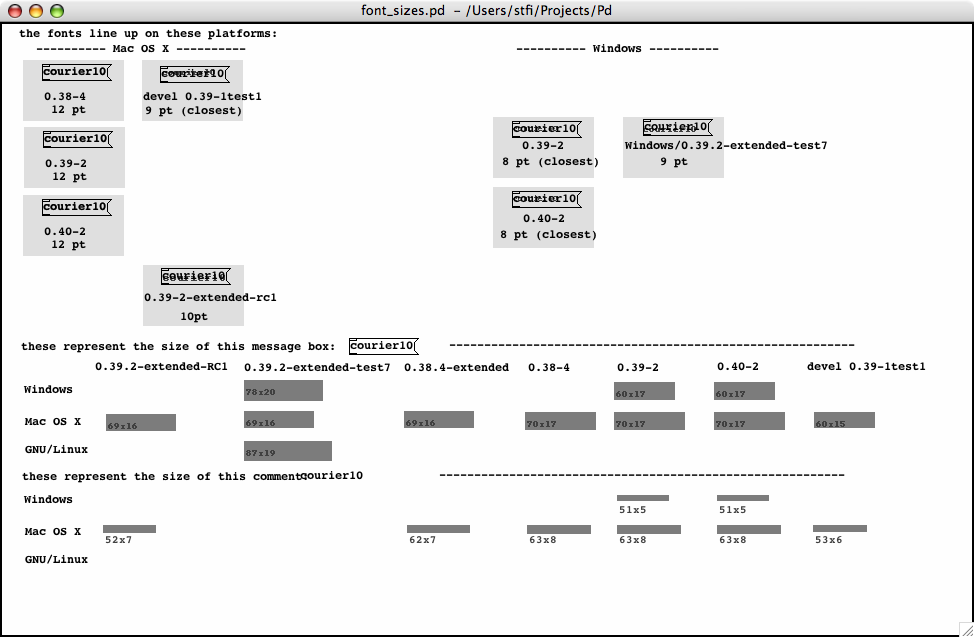 font_sizes.pd – /Users/stfi/Projects/Pd
the fonts line up on these platforms:
---------- Mac OS X ----------
---------- Windows ----------
courier10
0.38-4
12 pt
courier10
devel 0.39-1test1
9 pt (closest)
courier10
0.39-2
8 pt (closest)
courier10
Windows/0.39.2-extended-test7
9 pt
courier10
0.39-2
12 pt
courier10
0.40-2
12 pt
courier10
0.40-2
8 pt (closest)
courier10
0.39-2-extended-rc1
10pt
these represent the size of this message box: courier10 ----------------------------------------------------------
0.39.2-extended-RC1 0.39.2-extended-test7 0.38.4-extended 0.38-4 0.39-2 0.40-2 devel 0.39-1test1
Windows 78x20 60x17 60x17
Mac OS X 69x16 69x16 69x16 70x17 70x17 70x17 60x15
GNU/Linux 87x19
these represent the size of this comment: courier10 ----------------------------------------------------------
Windows 51x5 51x5
Mac OS X 52x7 62x7 63x8 63x8 63x8 53x6
GNU/Linux